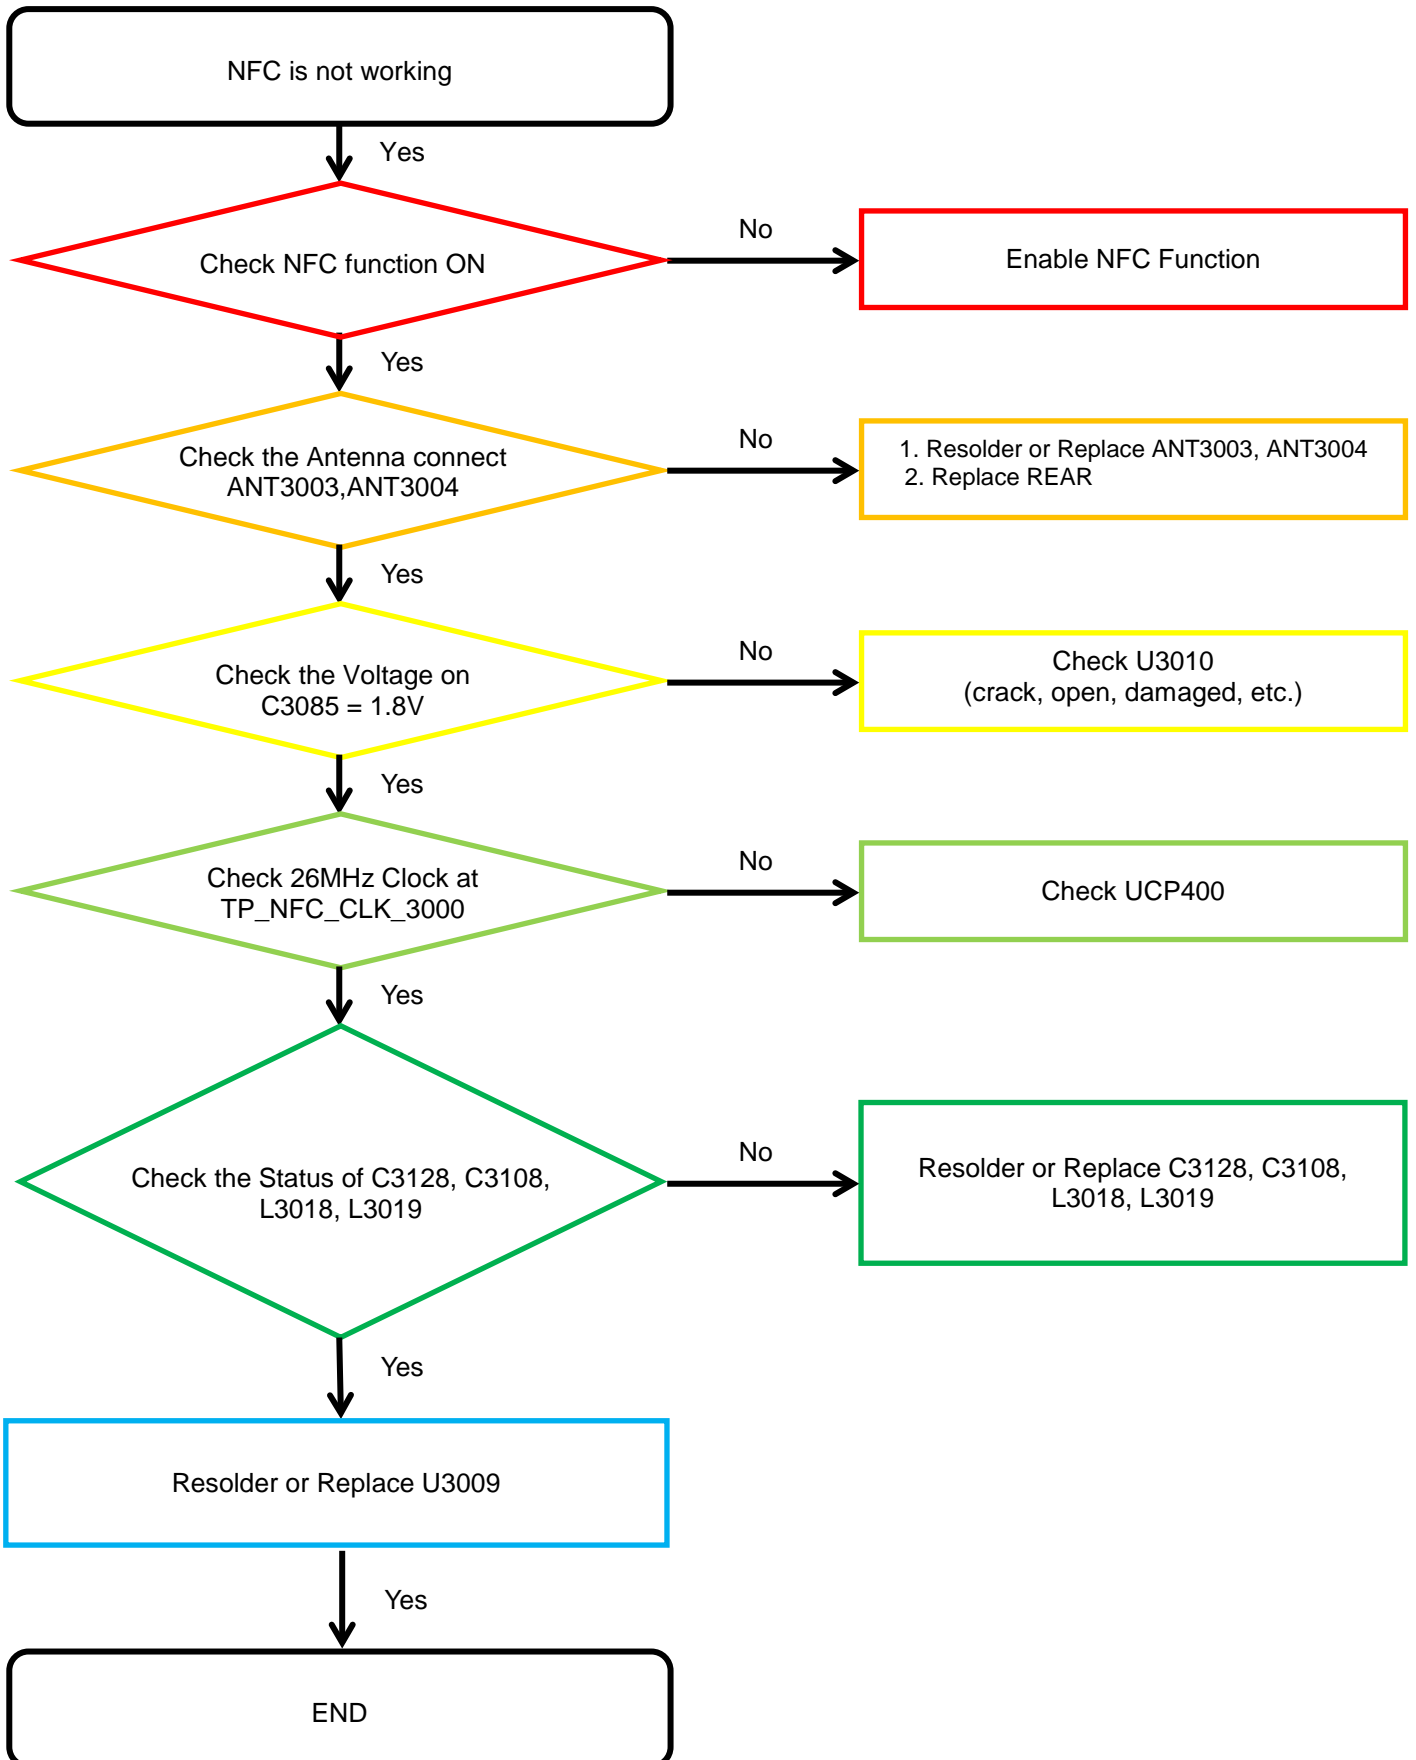 NFC is not working
Yes
Check NFC function ON
No
Enable NFC Function
Yes
Check the Antenna connect
ANT3003,ANT3004
No
1. Resolder or Replace ANT3003, ANT3004
2. Replace REAR
Yes
Check the Voltage on
C3085 = 1.8V
No
Check U3010
(crack, open, damaged, etc.)
Yes
Check 26MHz Clock at
TP_NFC_CLK_3000
No
Check UCP400
Yes
Check the Status of C3128, C3108,
L3018, L3019
No
Resolder or Replace C3128, C3108,
L3018, L3019
Yes
Resolder or Replace U3009
Yes
END